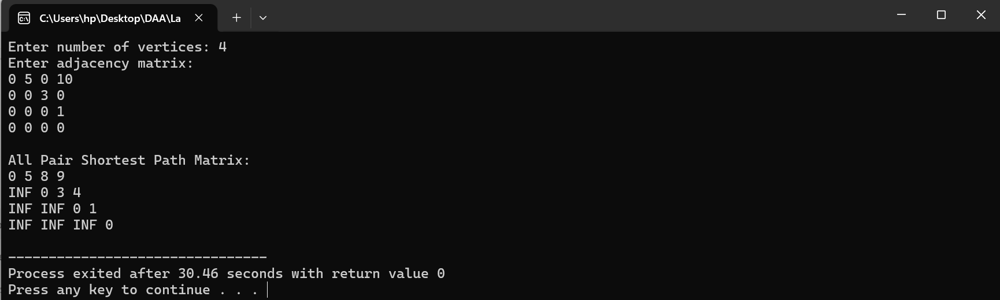 C:\Users\hp\Desktop\DAA\La
Enter number of vertices: 4
Enter adjacency matrix:
0 5 0 10
0 0 3 0
0 0 0 1
0 0 0 0
All Pair Shortest Path Matrix:
0 5 8 9
INF 0 3 4
INF INF 0 1
INF INF INF 0
--------------------------------
Process exited after 30.46 seconds with return value 0
Press any key to continue . . .